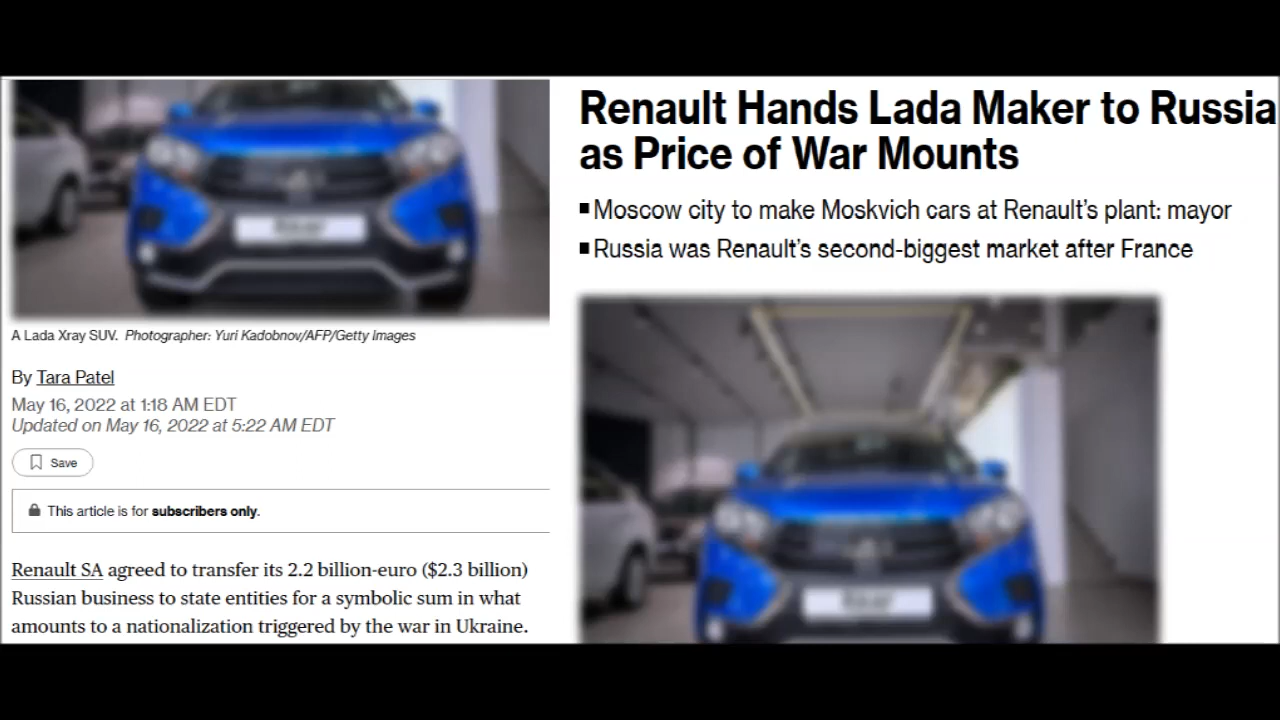 Renault Hands Lada Maker to Russia
as Price of War Mounts
▪ Moscow city to make Moskvich cars at Renault's plant: mayor
▪ Russia was Renault's second-biggest market after France
A Lada Xray SUV. Photographer: Yuri Kadobnov/AFP/Getty Images
By Tara Patel
May 16, 2022 at 1:18 AM EDT
Updated on May 16, 2022 at 5:22 AM EDT
Save
This article is for subscribers only.
Renault SA agreed to transfer its 2.2 billion-euro ($2.3 billion)
Russian business to state entities for a symbolic sum in what
amounts to a nationalization triggered by the war in Ukraine.